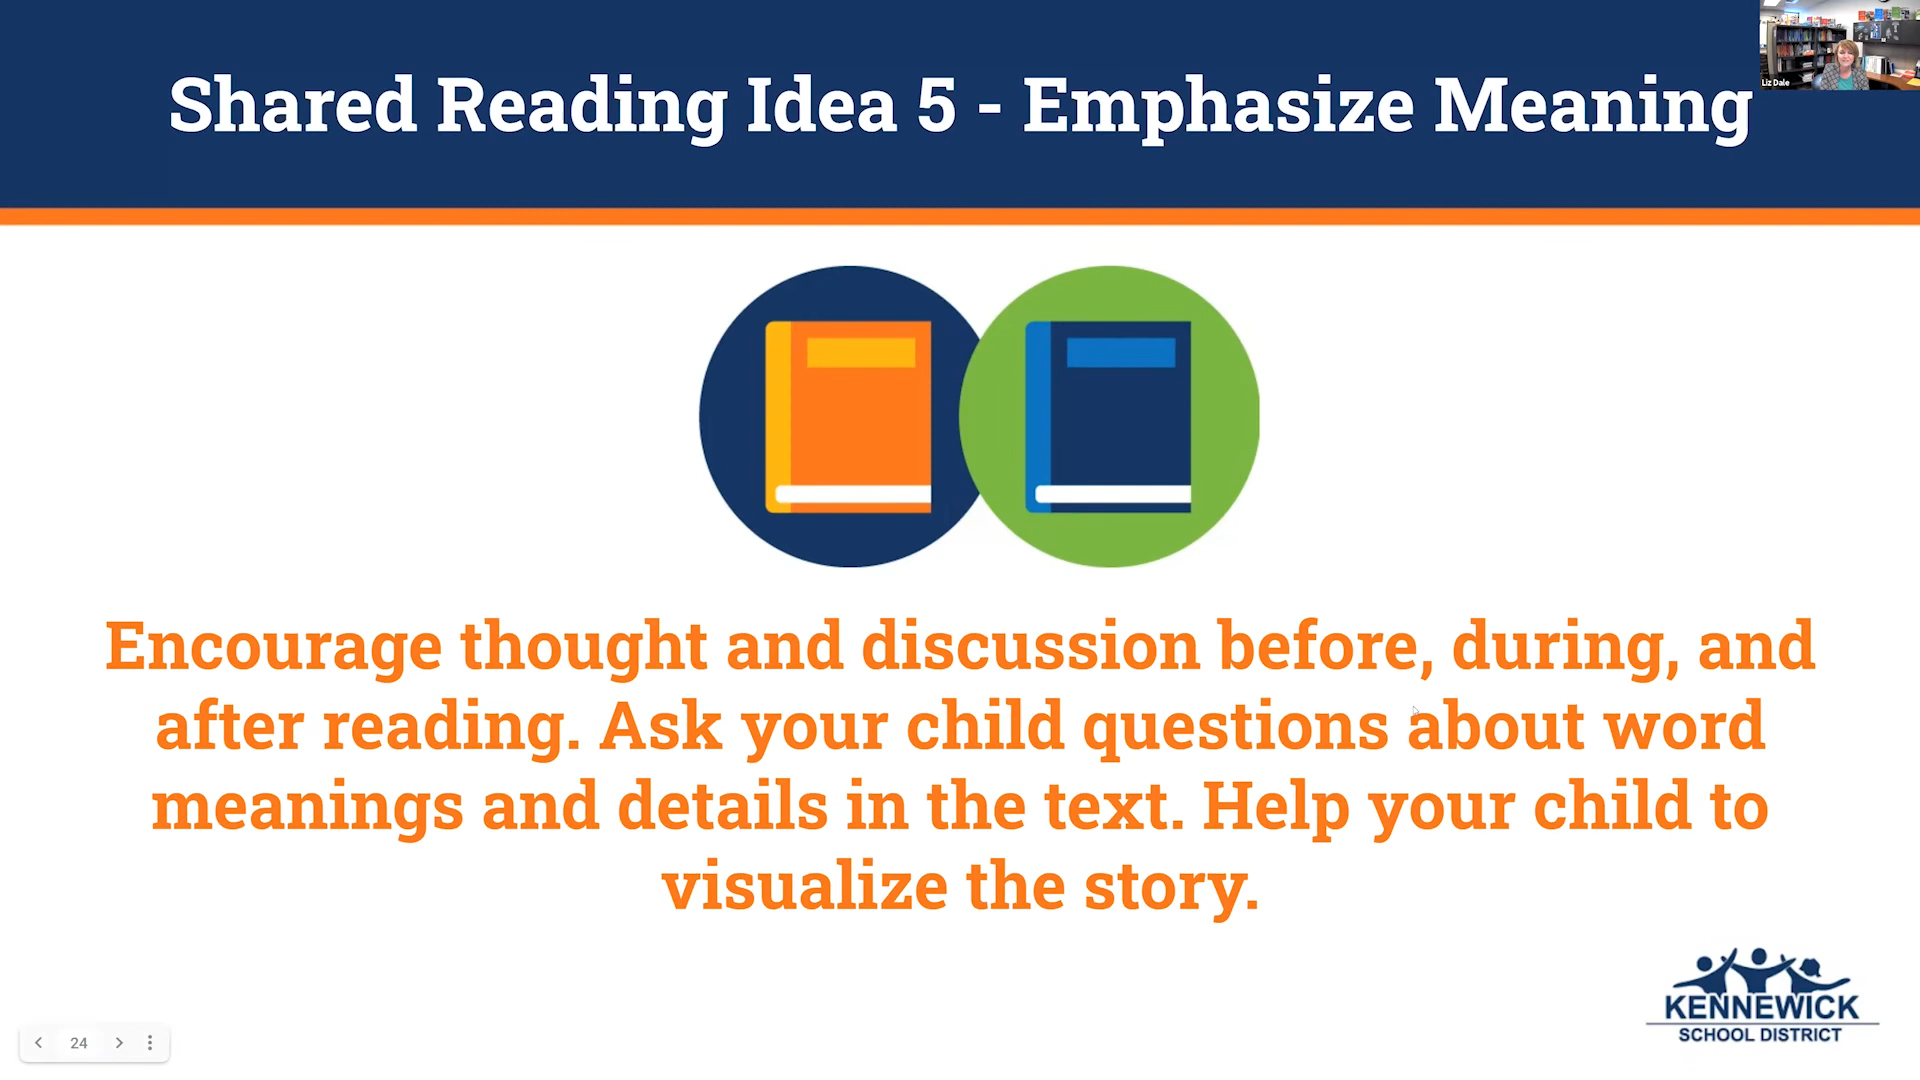 Shared Reading Idea 5 - Emphasize Meaning
Liz Dale
Encourage thought and discussion before, during, and
after reading. Ask your child questions about word
meanings and details in the text. Help your child to
visualize the story.
KENNEWICK
SCHOOL DISTRICT
24